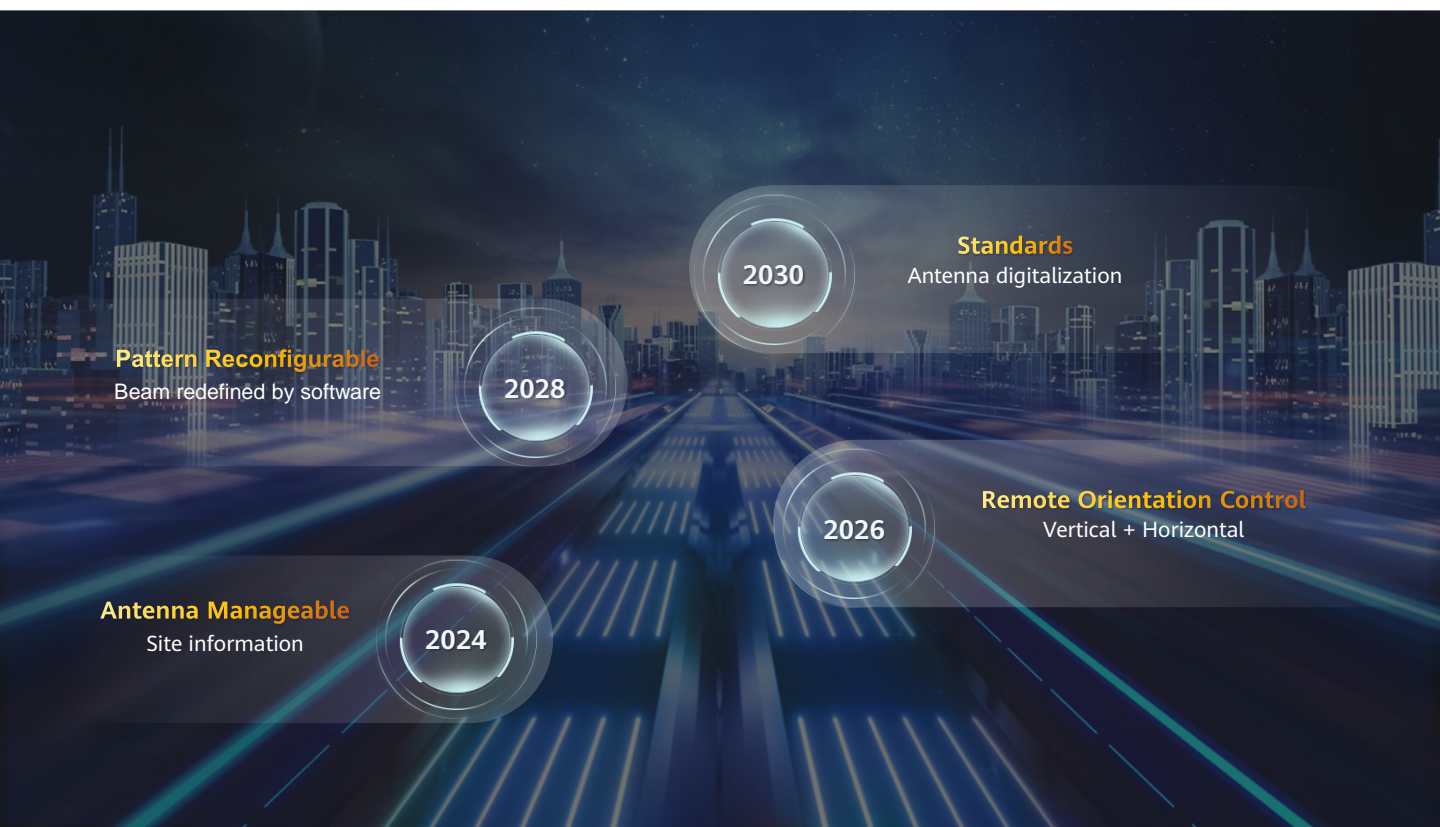 Standards
2030
Antenna digitalization
Pattern Reconfigurable
2028
Beam redefined by software
Remote Orientation Control
2026
Vertical + Horizontal
Antenna Manageable
2024
Site information